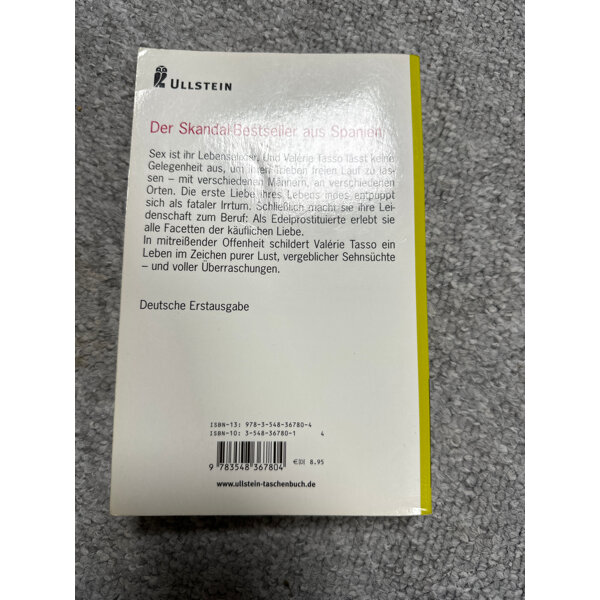 ULLSTEIN
Der Skandal-Bestseller aus Spanien
Sex ist ihr Lebenselixier. Und Valérie Tasso lässt keine
Gelegenheit aus, um ihren Trieben freien Lauf zu las-
sen – mit verschiedenen Männern, an verschiedenen
Orten. Die erste Liebe ihres Lebens indes entpuppt
sich als fataler Irrtum. Schließlich macht sie ihre Lei-
denschaft zum Beruf: Als Edelprostituierte erlebt sie
alle Facetten der käuflichen Liebe.
In mitreißender Offenheit schildert Valérie Tasso ein
Leben im Zeichen purer Lust, vergeblicher Sehnsüchte
– und voller Überraschungen.
Deutsche Erstausgabe
ISBN-13: 978-3-548-36780-4
ISBN-10: 3-548-36780-1 4
9 783548 367804 €[D] 8.95
www.ullstein-taschenbuch.de